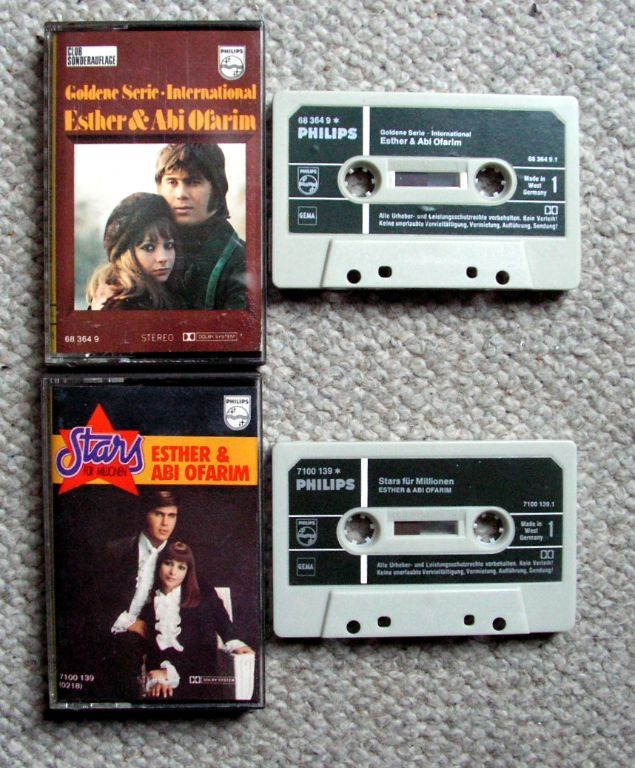 CLUB
SONDERAUFLAGE
PHILIPS
Goldene Serie · International
Esther & Abi Ofarim
68 364 9
STEREO
DOLBY SYSTEM
68 364 9 *
PHILIPS
Goldene Serie · International
Esther & Abi Ofarim
68 364 9.1
PHILIPS
Made in
West
Germany
1
GEMA
Alle Urheber- und Leistungsschutzrechte vorbehalten. Kein Verleih!
Keine unerlaubte Vervielfältigung, Vermietung, Aufführung, Sendung!
PHILIPS
Stars
FÜR MILLIONEN
ESTHER &
ABI OFARIM
7100 139
(0218)
STEREO
DOLBY SYSTEM
7100 139 *
PHILIPS
Stars für Millionen
ESTHER & ABI OFARIM
7100 139.1
PHILIPS
Made in
West
Germany
1
GEMA
Alle Urheber- und Leistungsschutzrechte vorbehalten. Kein Verleih!
Keine unerlaubte Vervielfältigung, Vermietung, Aufführung, Sendung!